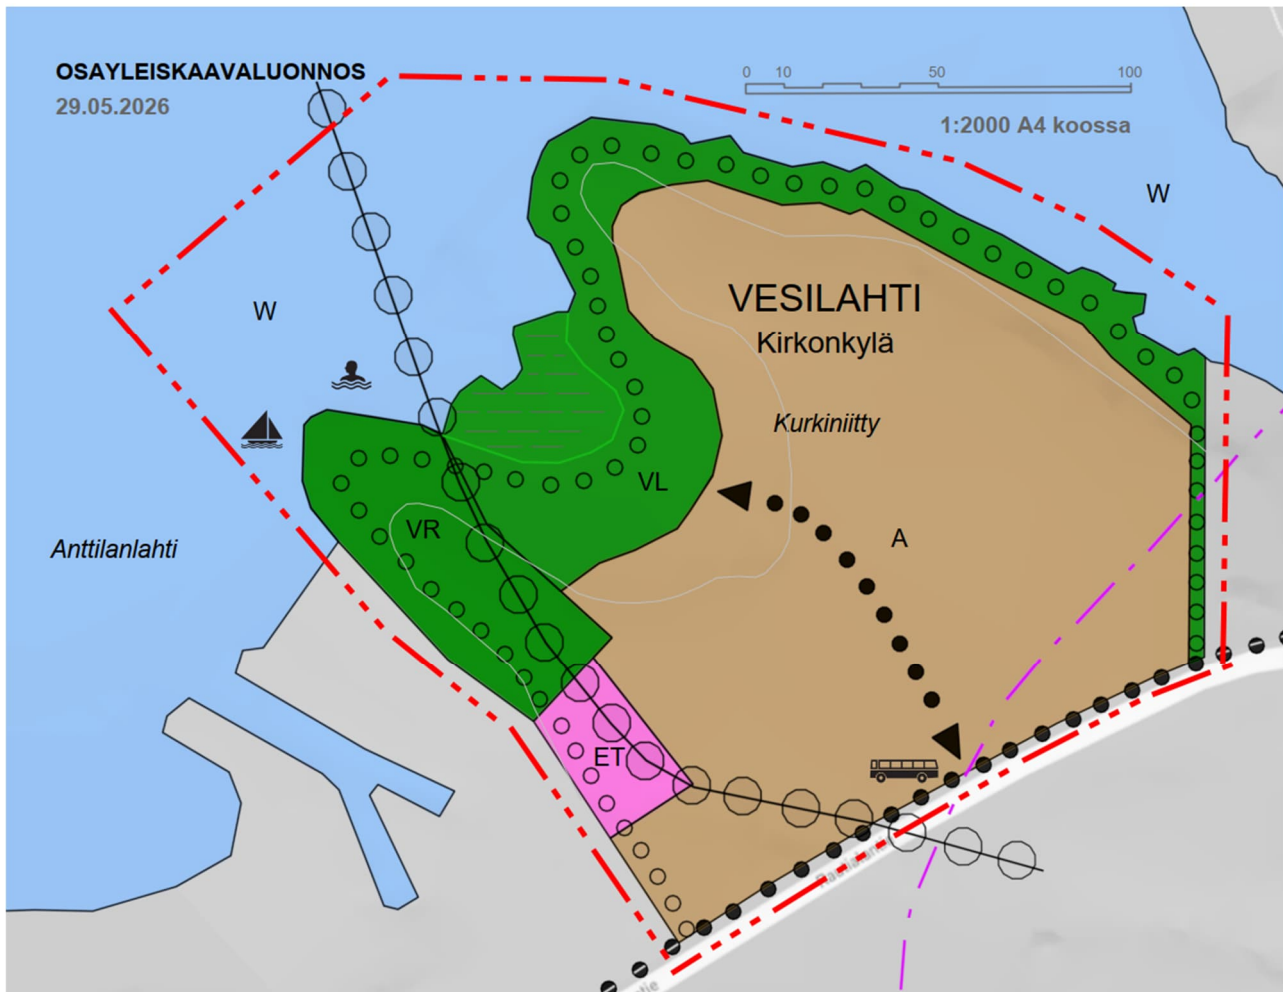 OSAYLEISKAAVALUONNOS
29.05.2026
0 10 50 100
1:2000 A4 koossa
W
W
VESILAHTI
Kirkonkylä
Kurkiniitty
VL
VR
A
Anttilanlahti
ET